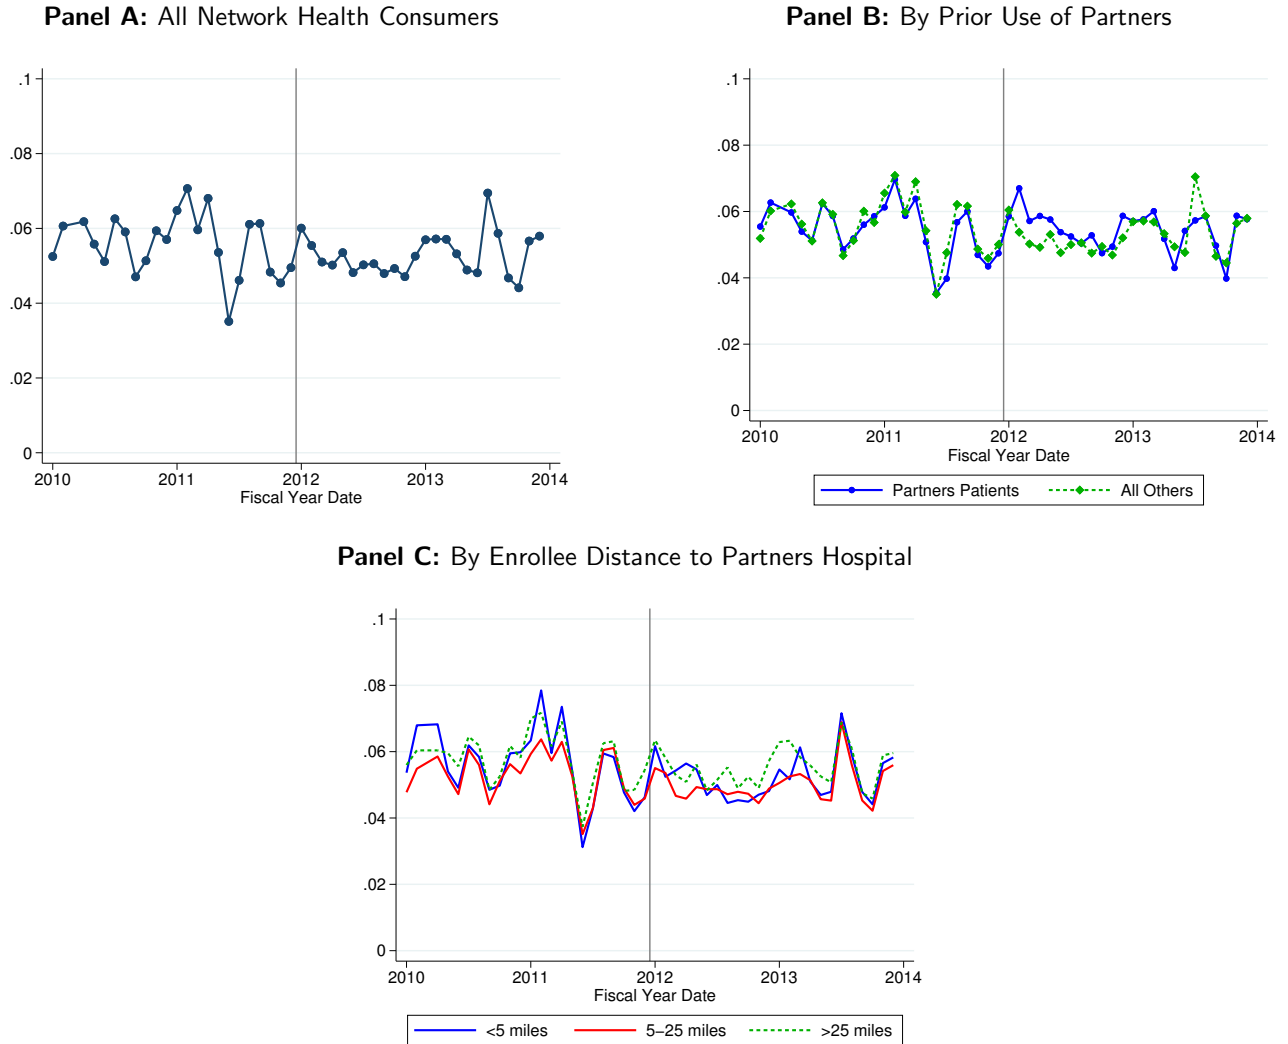 Panel A: All Network Health Consumers
.1
.08
.06
.04
.02
0
2010 2011 2012 2013 2014
Fiscal Year Date
Panel B: By Prior Use of Partners
.1
.08
.06
.04
.02
0
2010 2011 2012 2013 2014
Fiscal Year Date
Partners Patients All Others
Panel C: By Enrollee Distance to Partners Hospital
.1
.08
.06
.04
.02
0
2010 2011 2012 2013 2014
Fiscal Year Date
<5 miles 5–25 miles >25 miles